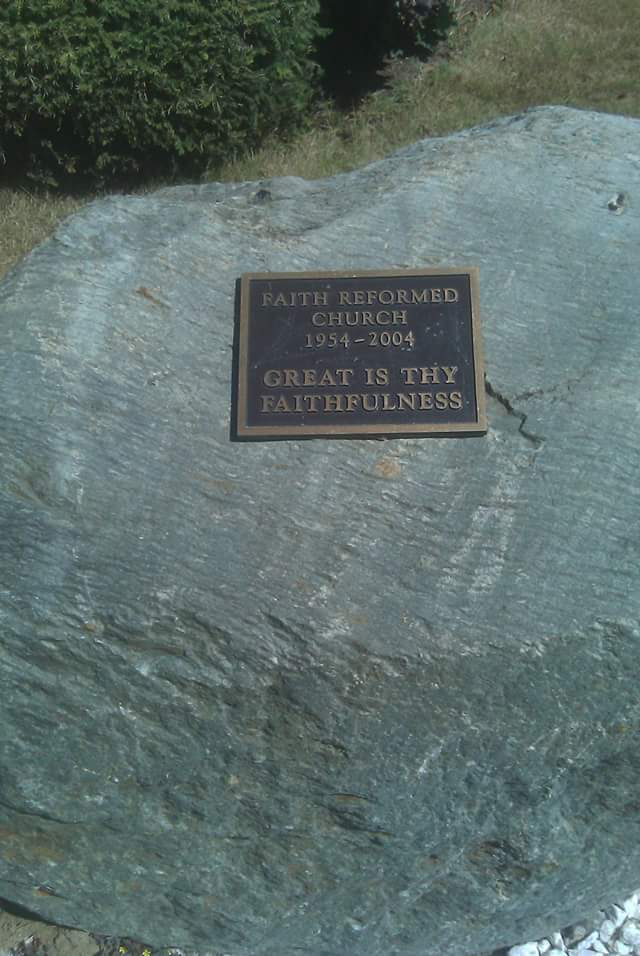 FAITH REFORMED
CHURCH
1954-2004
GREAT IS THY
FAITHFULNESS